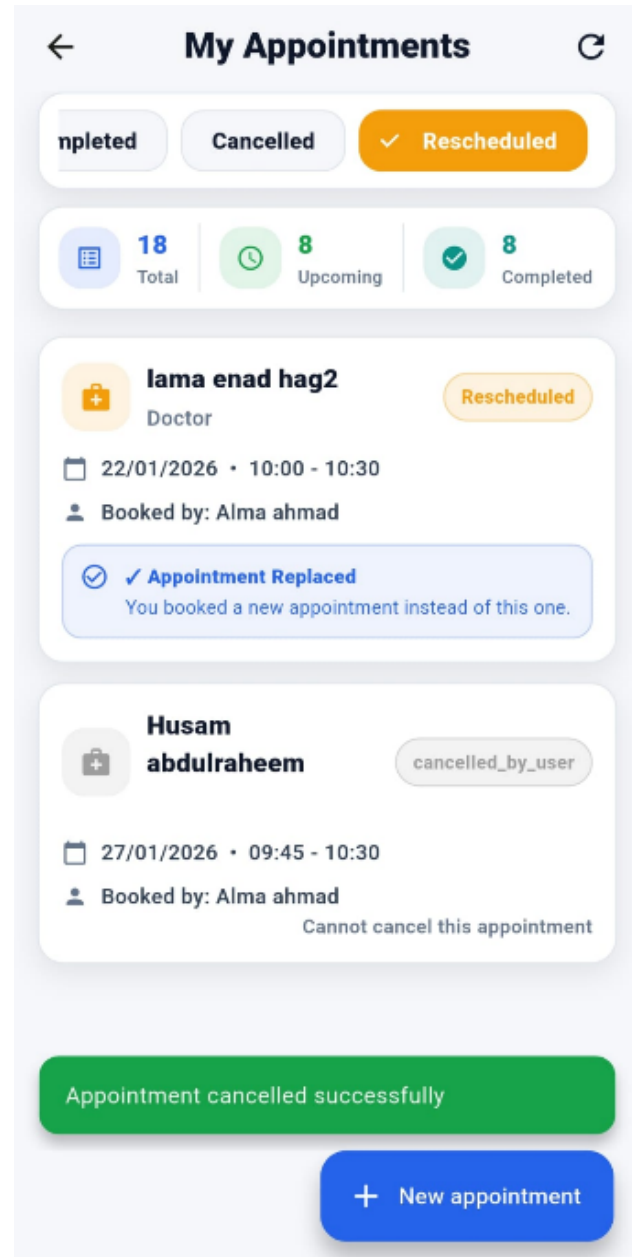 My Appointments
mpleted
Cancelled
Rescheduled
18
Total
8
Upcoming
8
Completed
lama enad hag2
Doctor
Rescheduled
22/01/2026 • 10:00 - 10:30
Booked by: Alma ahmad
✓ Appointment Replaced
You booked a new appointment instead of this one.
Husam
abdulraheem
cancelled_by_user
27/01/2026 • 09:45 - 10:30
Booked by: Alma ahmad
Cannot cancel this appointment
Appointment cancelled successfully
+ New appointment